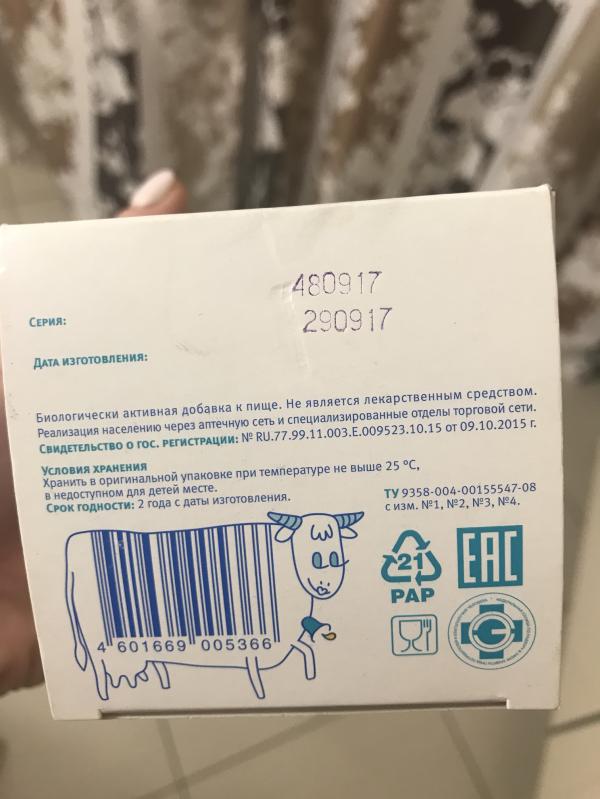 480917
Серия:
290917
Дата изготовления:
Биологически активная добавка к пище. Не является лекарственным средством.
Реализация населению через аптечную сеть и специализированные отделы торговой сети.
Свидетельство о гос. регистрации: № RU.77.99.11.003.Е.009523.10.15 от 09.10.2015 г.
Условия хранения
Хранить в оригинальной упаковке при температуре не выше 25 °С,
в недоступном для детей месте.
Срок годности: 2 года с даты изготовления.
ТУ 9358-004-00155547-08
с изм. №1, №2, №3, №4.
21
PAP
EAC
4 601669 005366